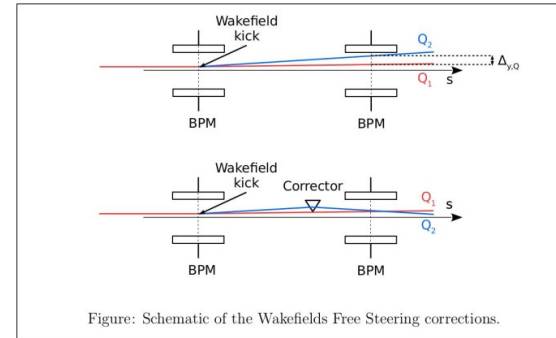 Wakefield
kick
Q₂
Δy,Q
Q₁
s
BPM
BPM
Wakefield
kick
Corrector
Q₁
s
Q₂
BPM
BPM
Figure: Schematic of the Wakefields Free Steering corrections.